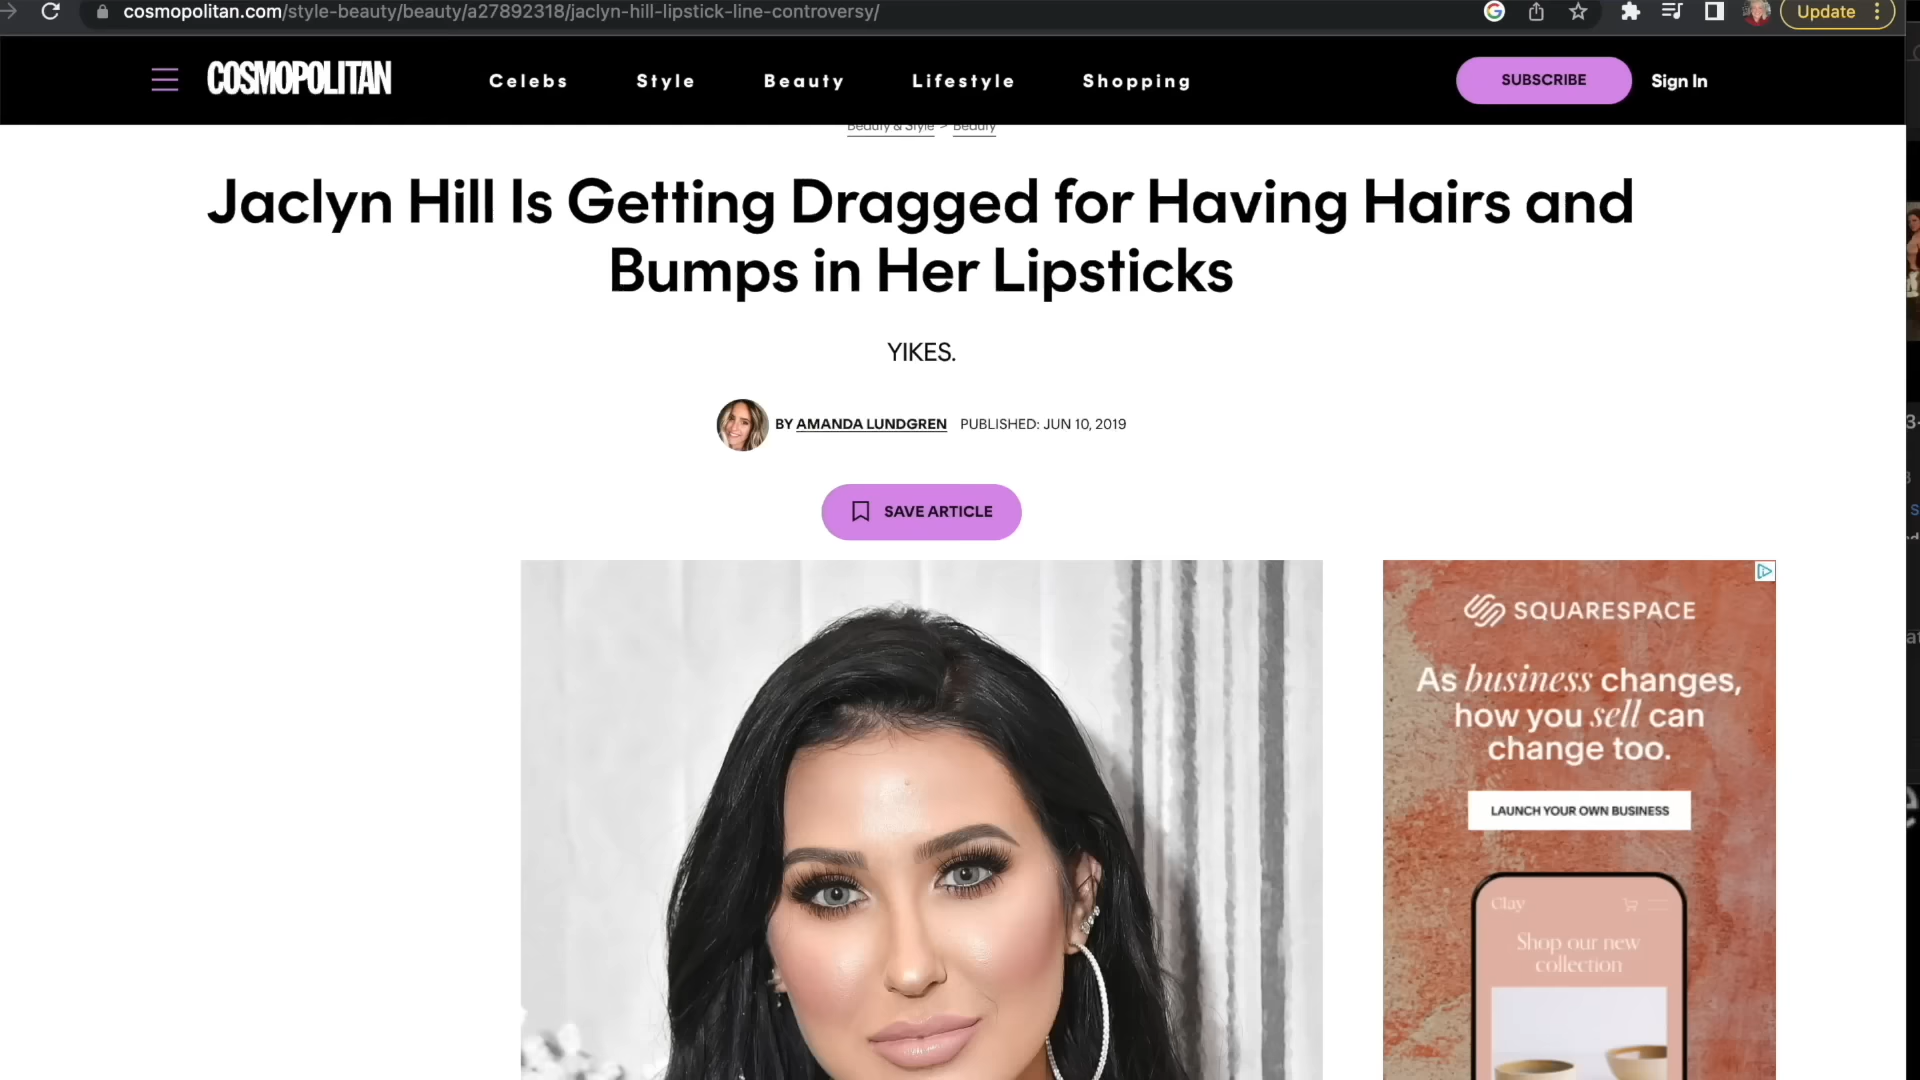 cosmopolitan.com/style-beauty/beauty/a27892318/jaclyn-hill-lipstick-line-controversy/
Update
COSMOPOLITAN
Celebs
Style
Beauty
Lifestyle
Shopping
SUBSCRIBE
Sign In
Beauty & Style > Beauty
Jaclyn Hill Is Getting Dragged for Having Hairs and
Bumps in Her Lipsticks
YIKES.
BY AMANDA LUNDGREN PUBLISHED: JUN 10, 2019
SAVE ARTICLE
SQUARESPACE
As business changes,
how you sell can
change too.
LAUNCH YOUR OWN BUSINESS
Clay
Shop our new
collection